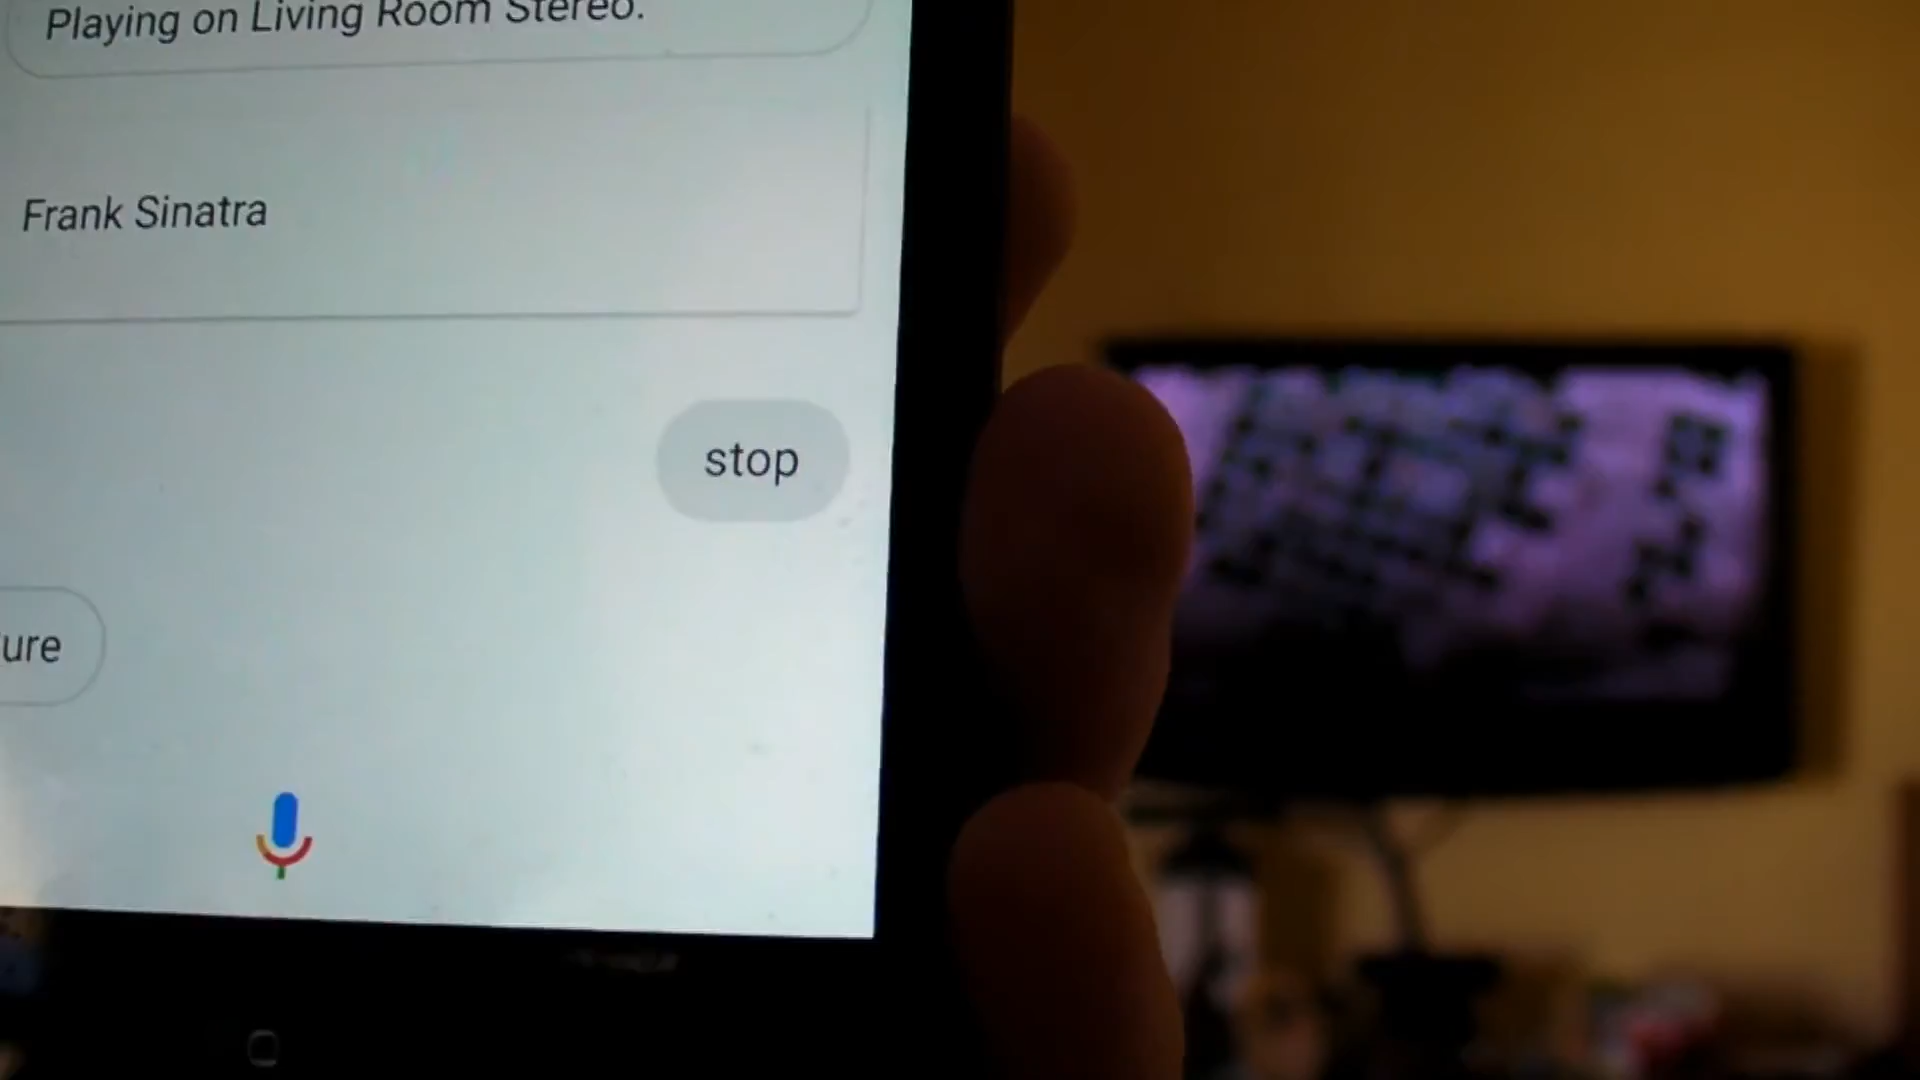 Playing on Living Room Stereo.
Frank Sinatra
stop
ure